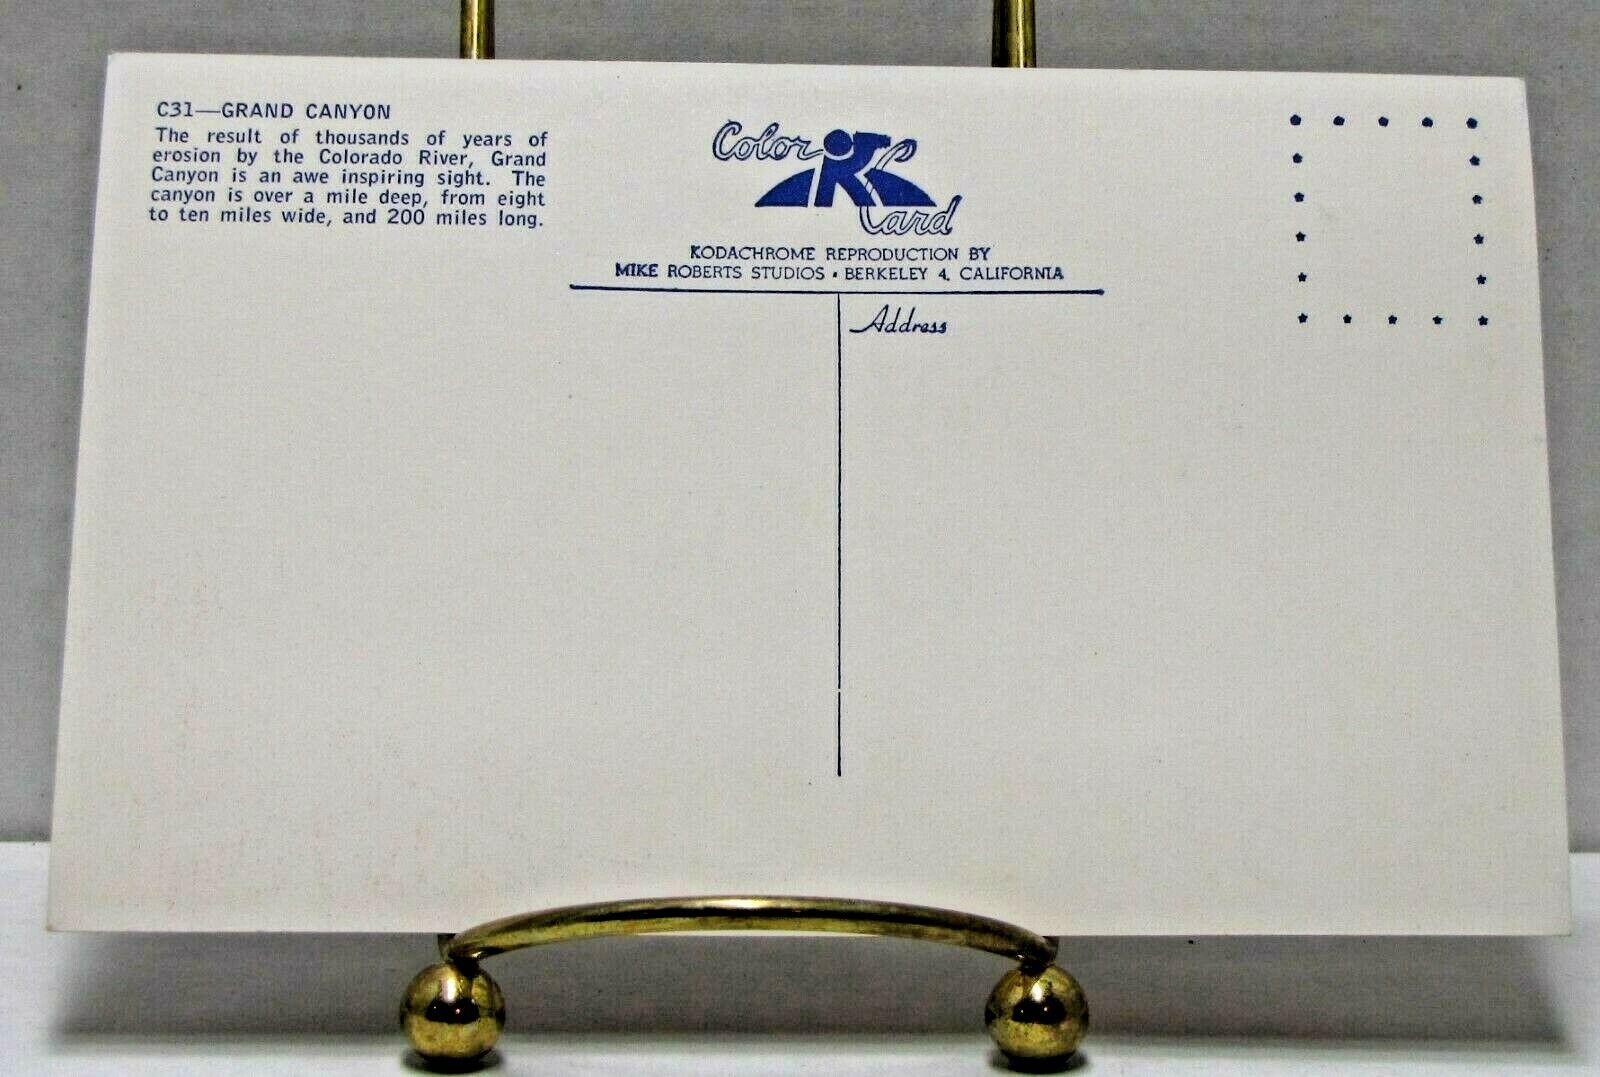 C31—GRAND CANYON
The result of thousands of years of
erosion by the Colorado River, Grand
Canyon is an awe inspiring sight. The
canyon is over a mile deep, from eight
to ten miles wide, and 200 miles long.
Color
Card
KODACHROME REPRODUCTION BY
MIKE ROBERTS STUDIOS • BERKELEY 4, CALIFORNIA
Address